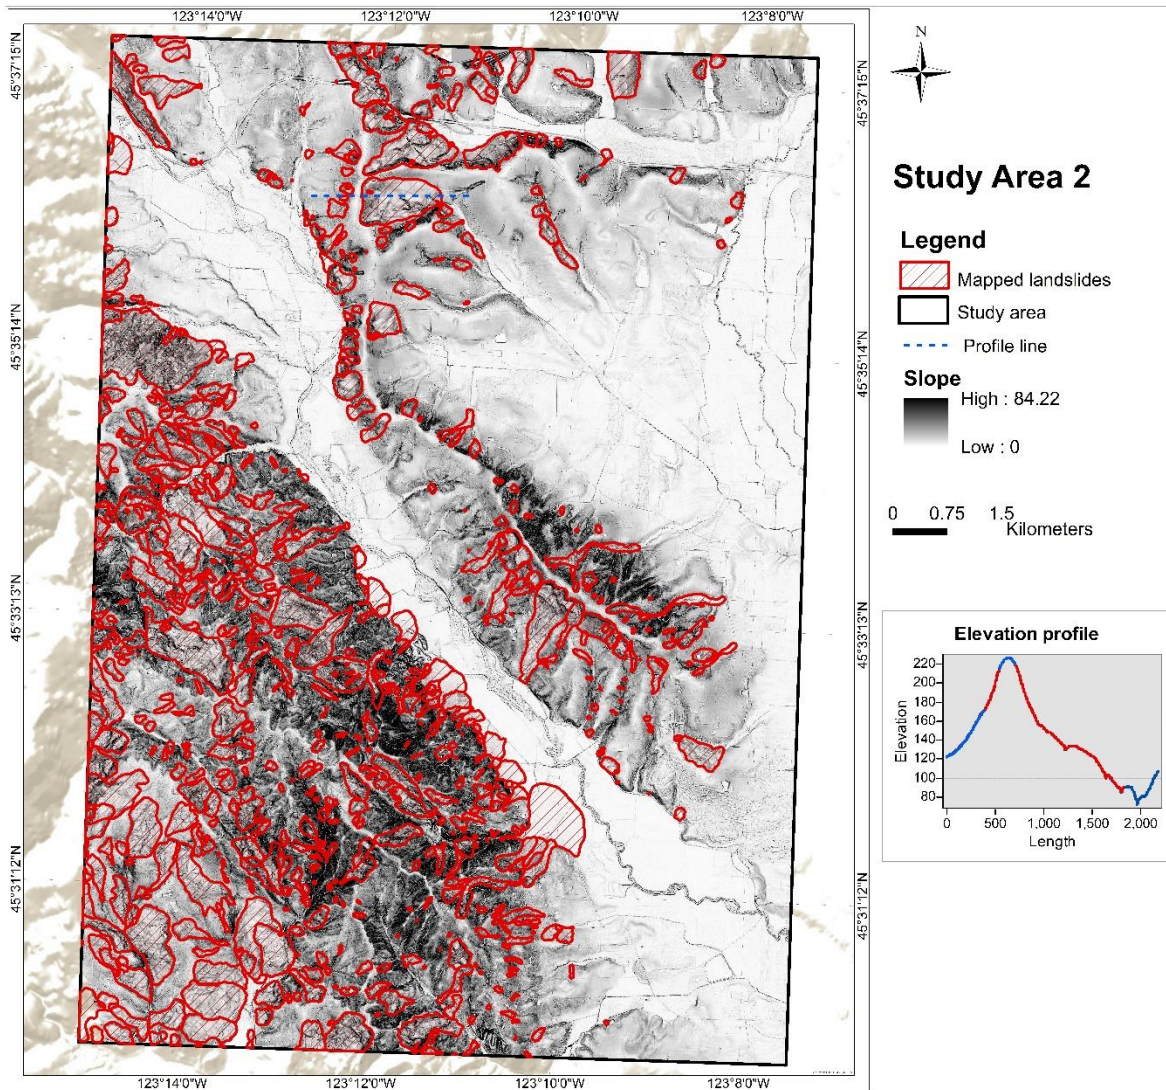 123°14'0"W 123°12'0"W 123°10'0"W 123°8'0"W
45°37'15"N
45°35'14"N
45°33'13"N
45°31'12"N
45°37'15"N
45°35'14"N
45°33'13"N
45°31'12"N
123°14'0"W 123°12'0"W 123°10'0"W 123°8'0"W
N
Study Area 2
Legend
Mapped landslides
Study area
Profile line
Slope
High : 84.22
Low : 0
0 0.75 1.5
Kilometers
Elevation profile
Elevation
220
200
180
160
140
120
100
80
0 500 1,000 1,500 2,000
Length